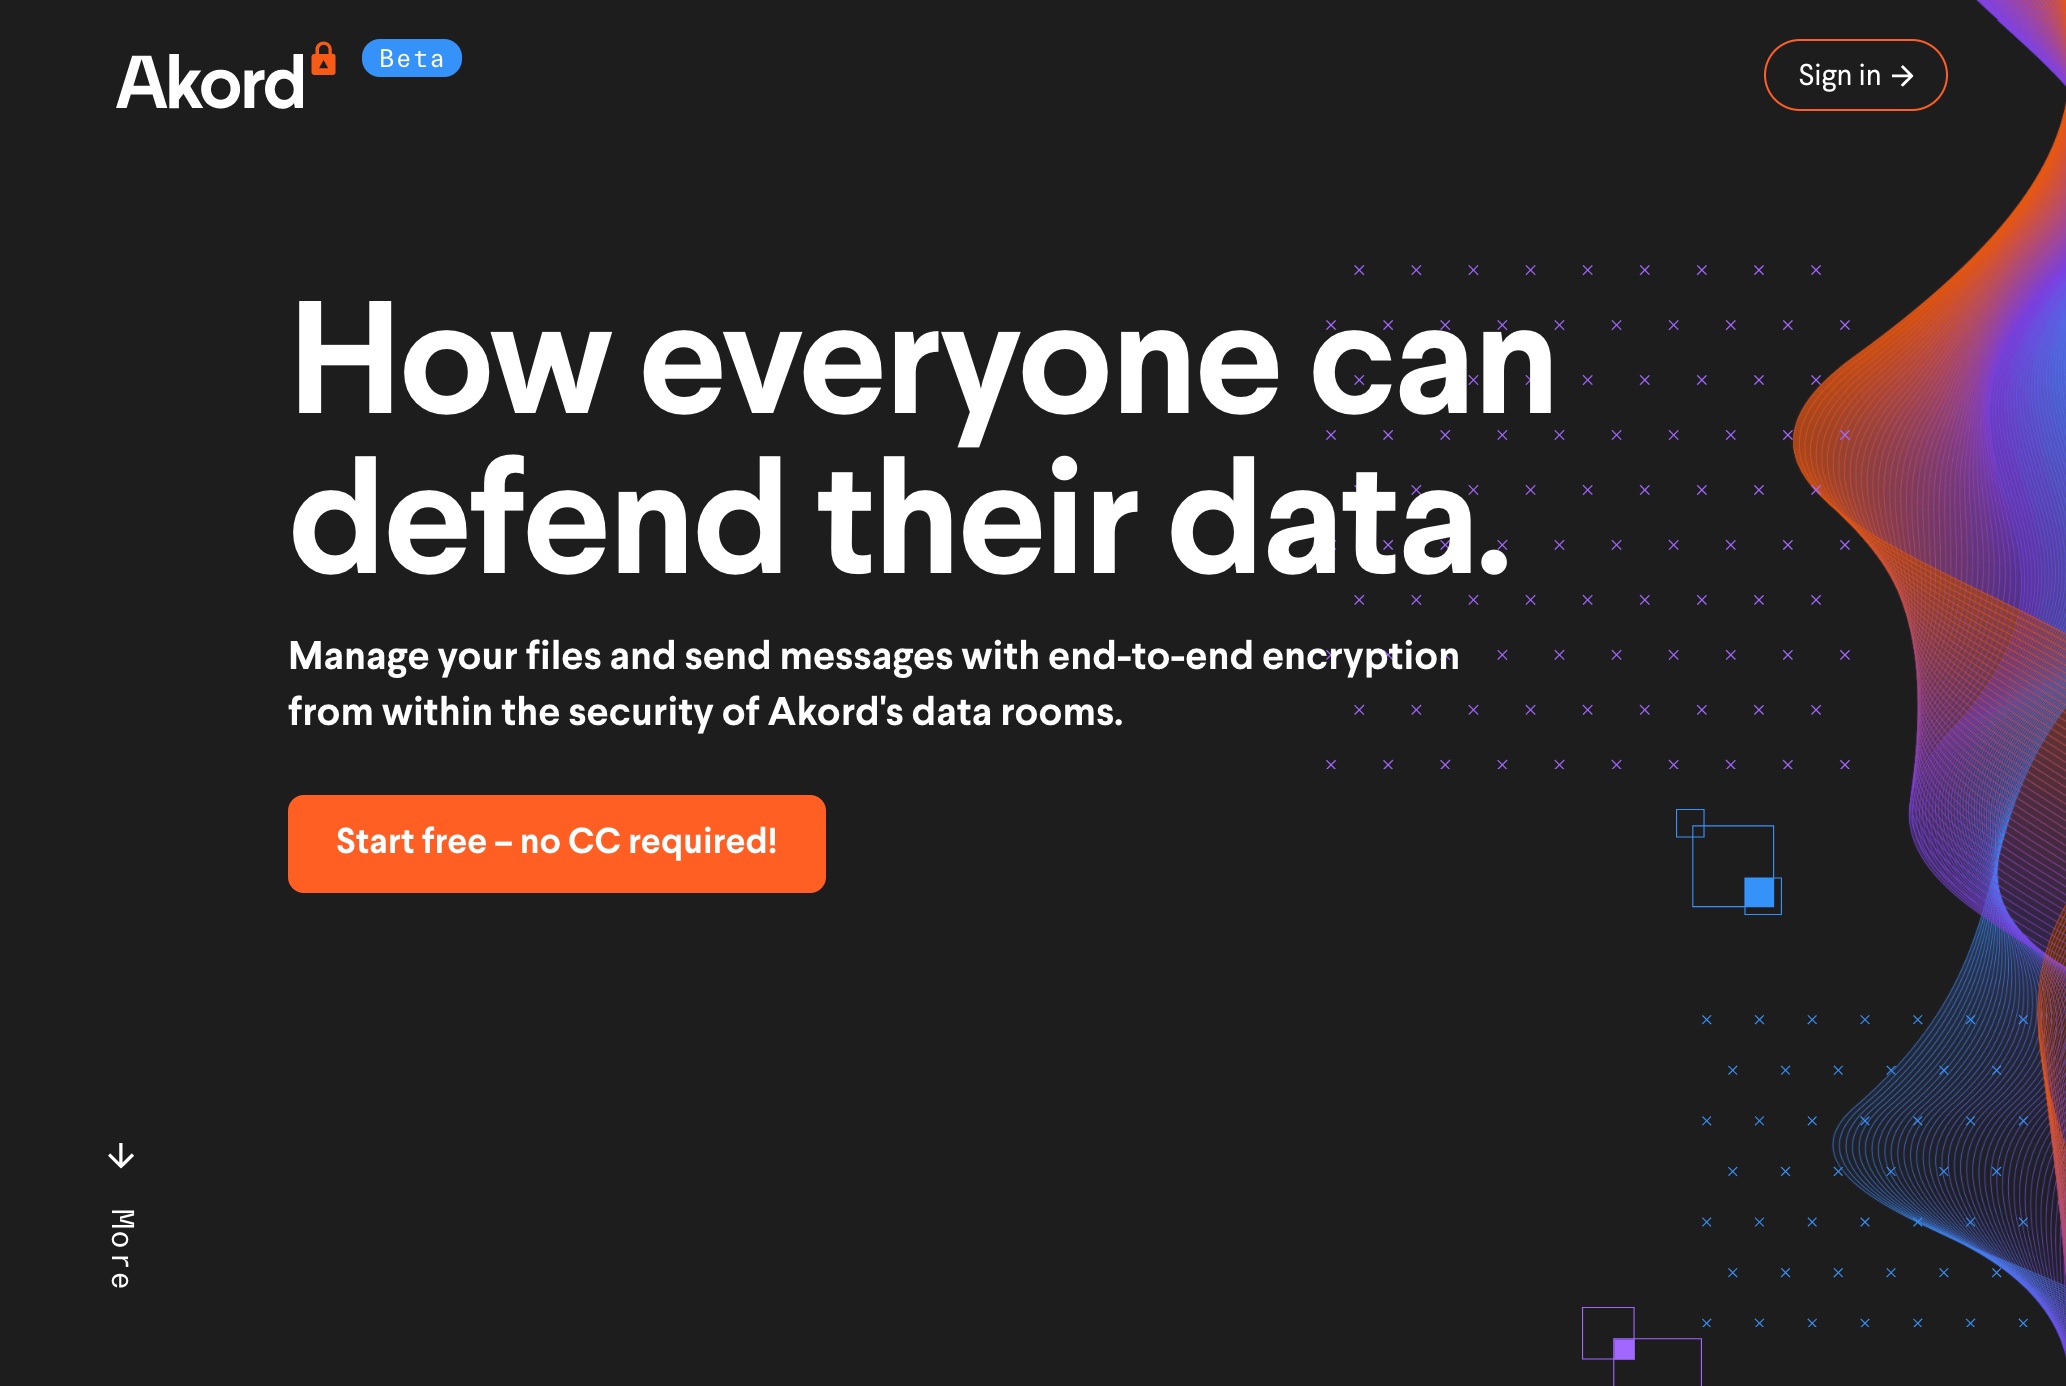 Akord
Beta
Sign in →
How everyone can
defend their data.
Manage your files and send messages with end-to-end encryption
from within the security of Akord's data rooms.
Start free – no CC required!
More